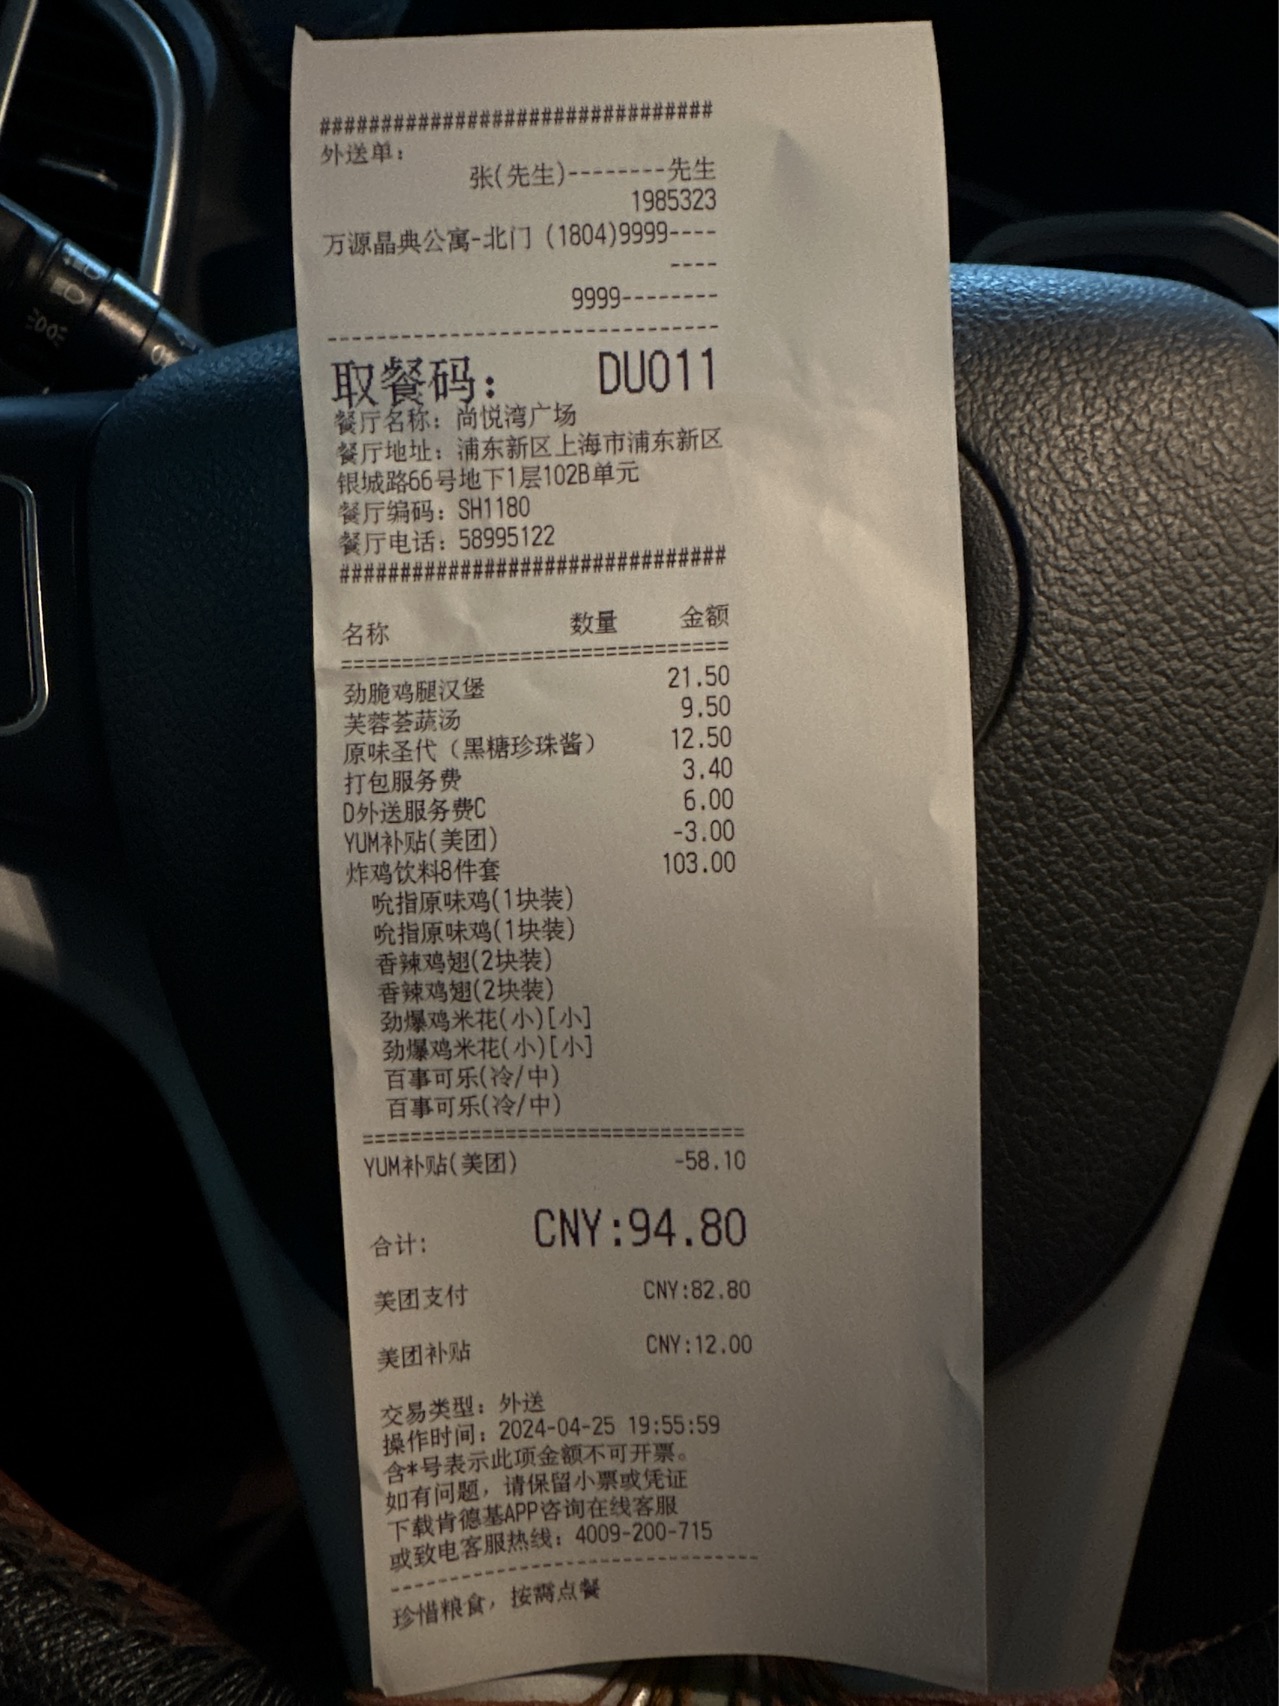 ################################
外送单：
张(先生)--------先生
1985323
万源晶典公寓-北门 (1804)9999----
----
9999--------
--------------------------------
取餐码： DU011
餐厅名称：尚悦湾广场
餐厅地址：浦东新区上海市浦东新区
银城路66号地下1层102B单元
餐厅编码：SH1180
餐厅电话：58995122
################################
名称 数量 金额
================================
劲脆鸡腿汉堡 21.50
芙蓉荟蔬汤 9.50
原味圣代（黑糖珍珠酱） 12.50
打包服务费 3.40
D外送服务费C 6.00
YUM补贴(美团) -3.00
炸鸡饮料8件套 103.00
吮指原味鸡(1块装)
吮指原味鸡(1块装)
香辣鸡翅(2块装)
香辣鸡翅(2块装)
劲爆鸡米花(小)[小]
劲爆鸡米花(小)[小]
百事可乐(冷/中)
百事可乐(冷/中)
================================
YUM补贴(美团) -58.10
合计: CNY:94.80
美团支付 CNY:82.80
美团补贴 CNY:12.00
交易类型：外送
操作时间：2024-04-25 19:55:59
含*号表示此项金额不可开票。
如有问题，请保留小票或凭证
下载肯德基APP咨询在线客服
或致电客服热线：4009-200-715
--------------------------------
珍惜粮食，按需点餐